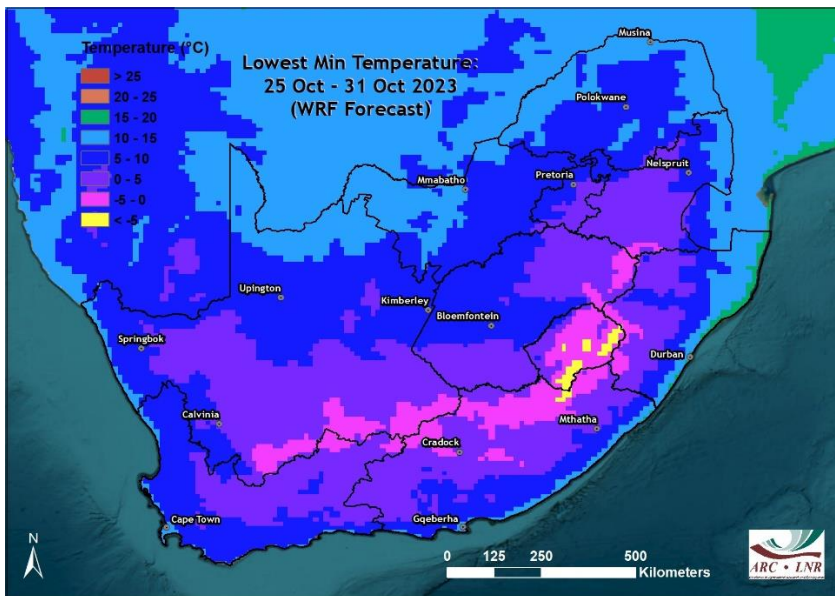 Temperature (°C)
> 25
20 - 25
15 - 20
10 - 15
5 - 10
0 - 5
-5 - 0
< -5
Lowest Min Temperature:
25 Oct - 31 Oct 2023
(WRF Forecast)
Musina
Polokwane
Nelspruit
Pretoria
Mmabatho
Upington
Kimberley
Bloemfontein
Springbok
Durban
Calvinia
Mthatha
Cradock
Cape Town
Gqeberha
N
0 125 250 500
Kilometers
ARC • LNR